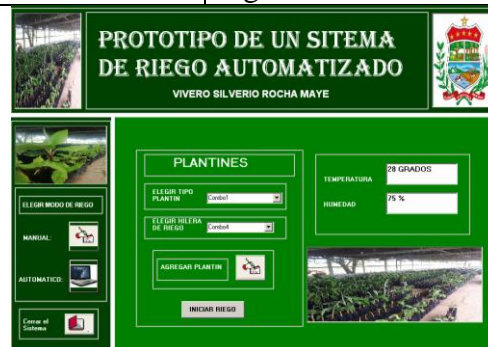 PROTOTIPO DE UN SITEMA
DE RIEGO AUTOMATIZADO
VIVERO SILVERIO ROCHA MAYE
ELEGIR MODO DE RIEGO
MANUAL:
AUTOMATICO:
Cerrar el
Sistema
PLANTINES
ELEGIR TIPO
PLANTIN
Combo1
ELEGIR HILERA
DE RIEGO
Combo4
AGREGAR PLANTIN
INICIAR RIEGO
TEMPERATURA
28 GRADOS
HUMEDAD
75 %